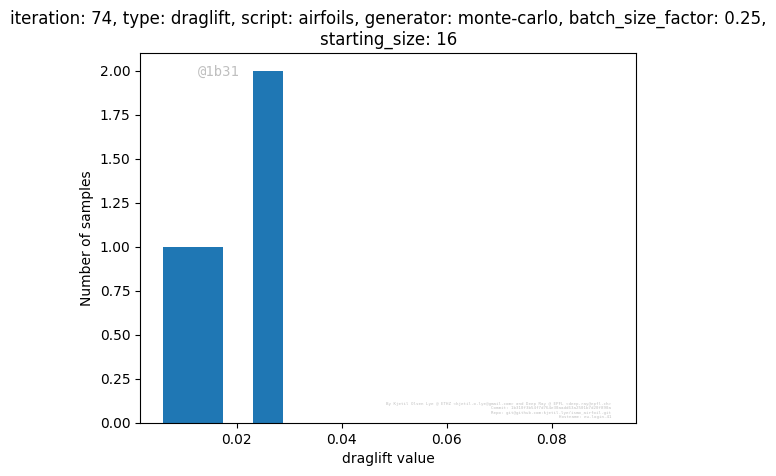 iteration: 74, type: draglift, script: airfoils, generator: monte-carlo, batch_size_factor: 0.25,
starting_size: 16
@1b31
2.00
1.75
1.50
1.25
1.00
0.75
0.50
0.25
0.00
Number of samples
0.02
0.04
0.06
0.08
draglift value